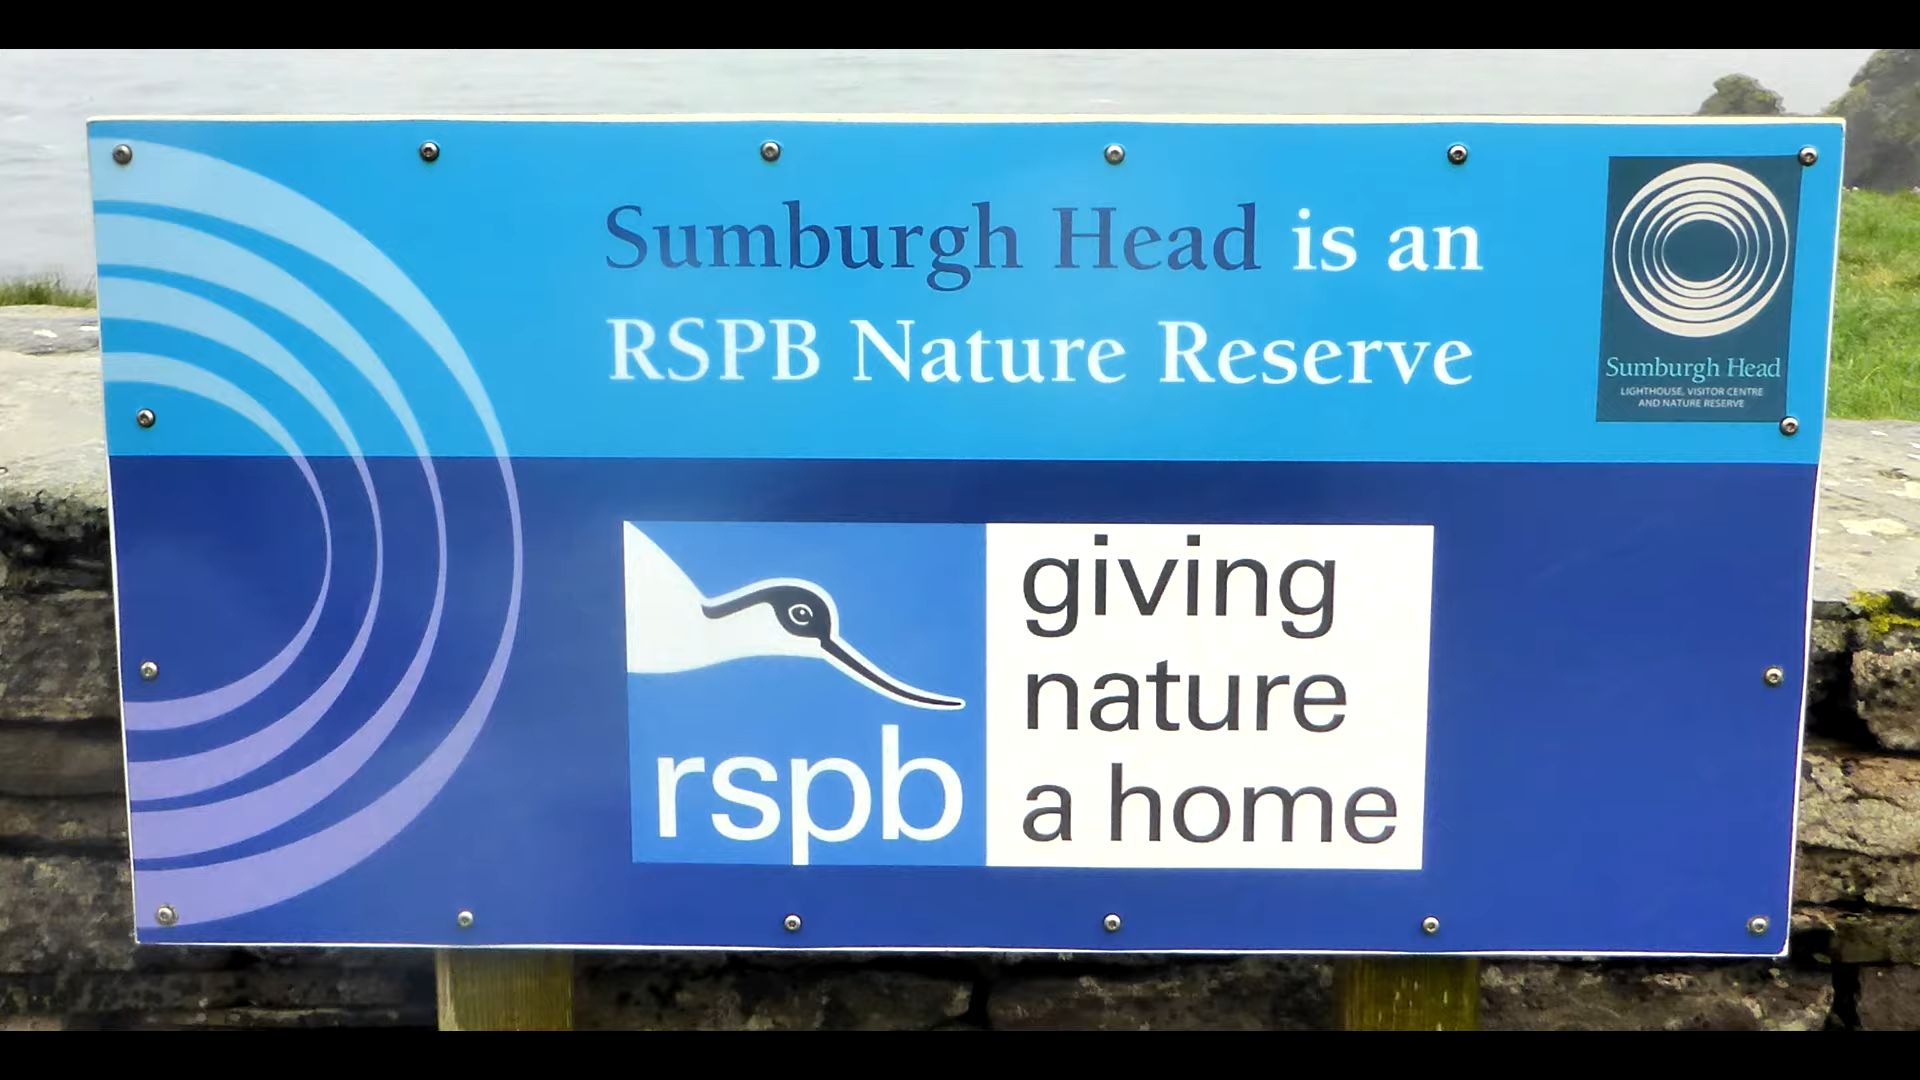 Sumburgh Head is an
RSPB Nature Reserve
Sumburgh Head
LIGHTHOUSE, VISITOR CENTRE
AND NATURE RESERVE
rspb
giving
nature
a home